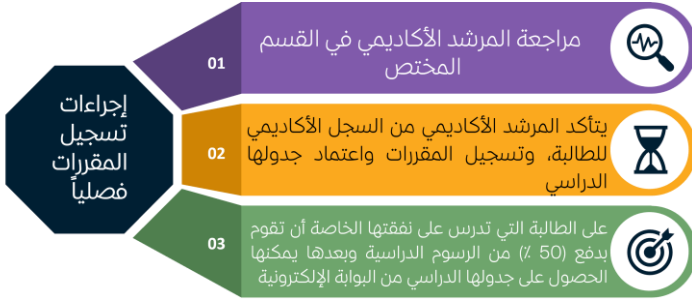 إجراءات
تسجيل
المقررات
فصلياً
01
مراجعة المرشد الأكاديمي في القسم
المختص
02
يتأكد المرشد الأكاديمي من السجل الأكاديمي
للطالبة، وتسجيل المقررات واعتماد جدولها
الدراسي
03
على الطالبة التي تدرس على نفقتها الخاصة أن تقوم
بدفع (50 ٪) من الرسوم الدراسية وبعدها يمكنها
الحصول على جدولها الدراسي من البوابة الإلكترونية